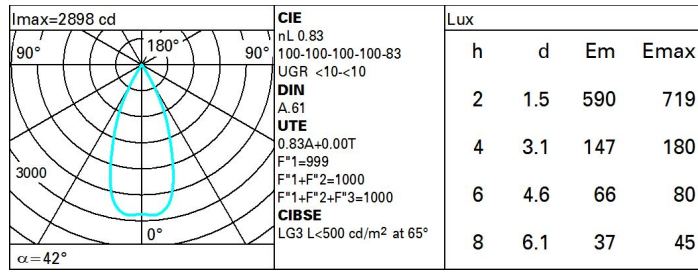 Imax=2898 cd
90°
180°
90°
3000
0°
α=42°
CIE
nL 0.83
100-100-100-100-83
UGR <10-<10
DIN
A.61
UTE
0.83A+0.00T
F"1=999
F"1+F"2=1000
F"1+F"2+F"3=1000
CIBSE
LG3 L<500 cd/m² at 65°
Lux
h d Em Emax
2 1.5 590 719
4 3.1 147 180
6 4.6 66 80
8 6.1 37 45